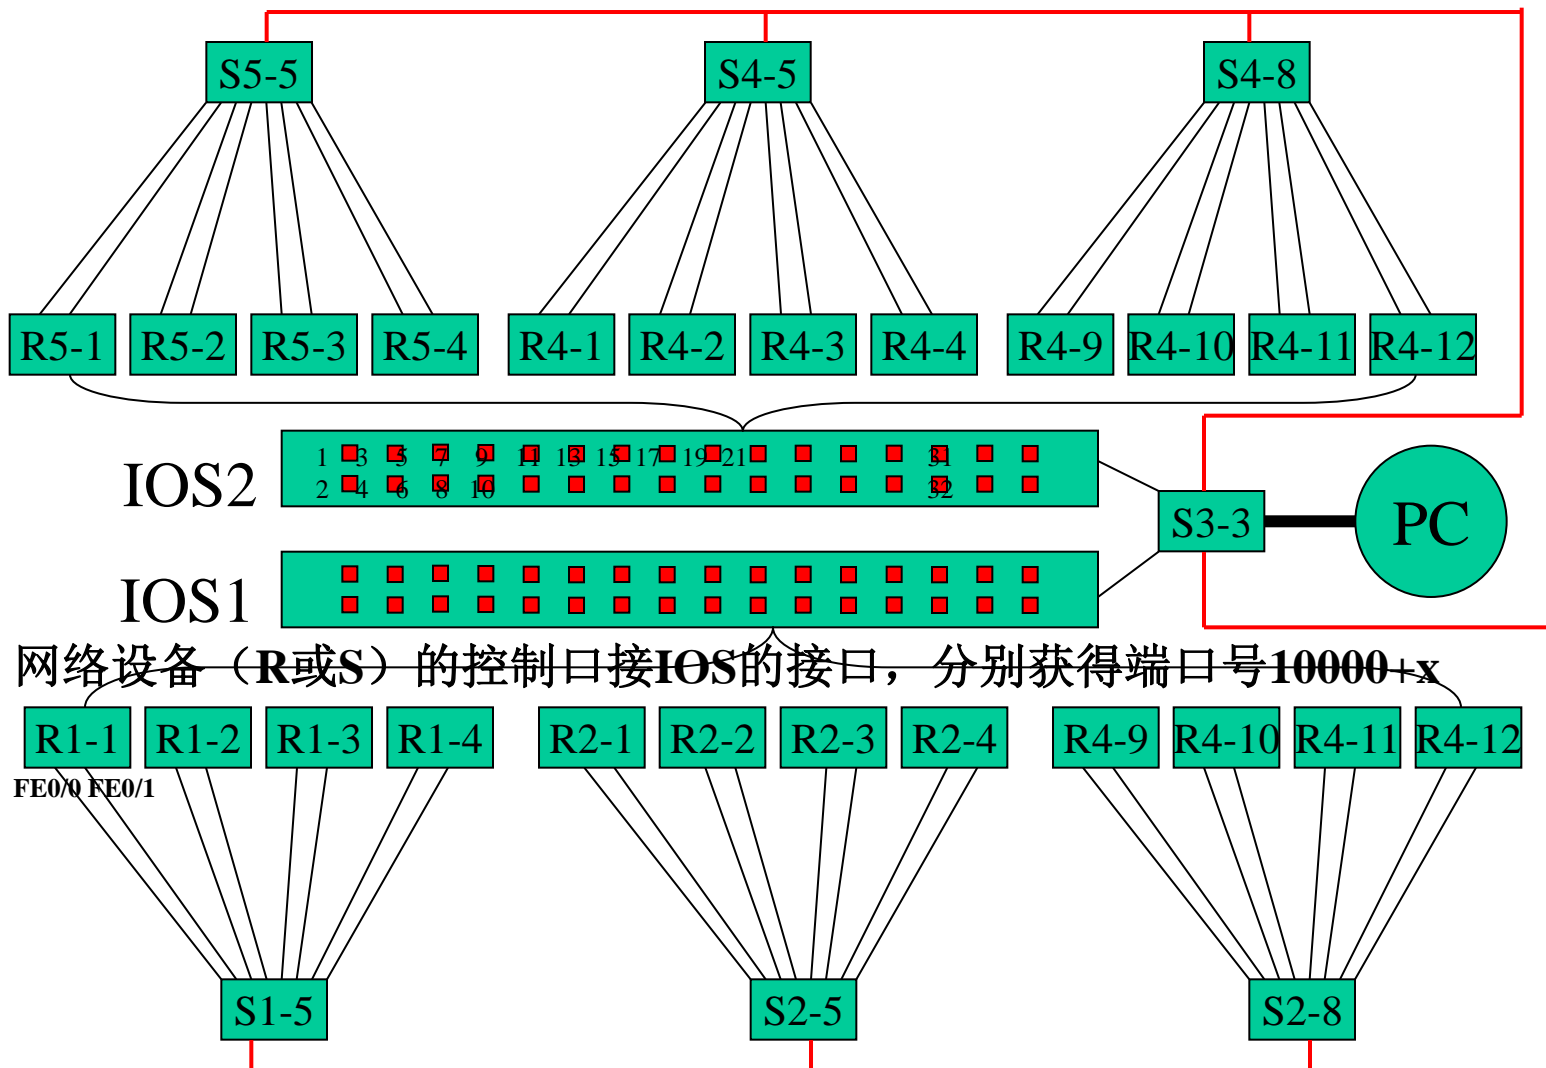 S5-5 S4-5 S4-8
R5-1 R5-2 R5-3 R5-4 R4-1 R4-2 R4-3 R4-4 R4-9 R4-10 R4-11 R4-12
1 3 5 7 9 11 13 15 17 19 21 31
IOS2
2 4 6 8 10 32
S3-3 PC
IOS1
网络设备（R或S）的控制口接IOS的接口，分别获得端口号10000+x
R1-1 R1-2 R1-3 R1-4 R2-1 R2-2 R2-3 R2-4 R4-9 R4-10 R4-11 R4-12
FE0/0 FE0/1
S1-5 S2-5 S2-8